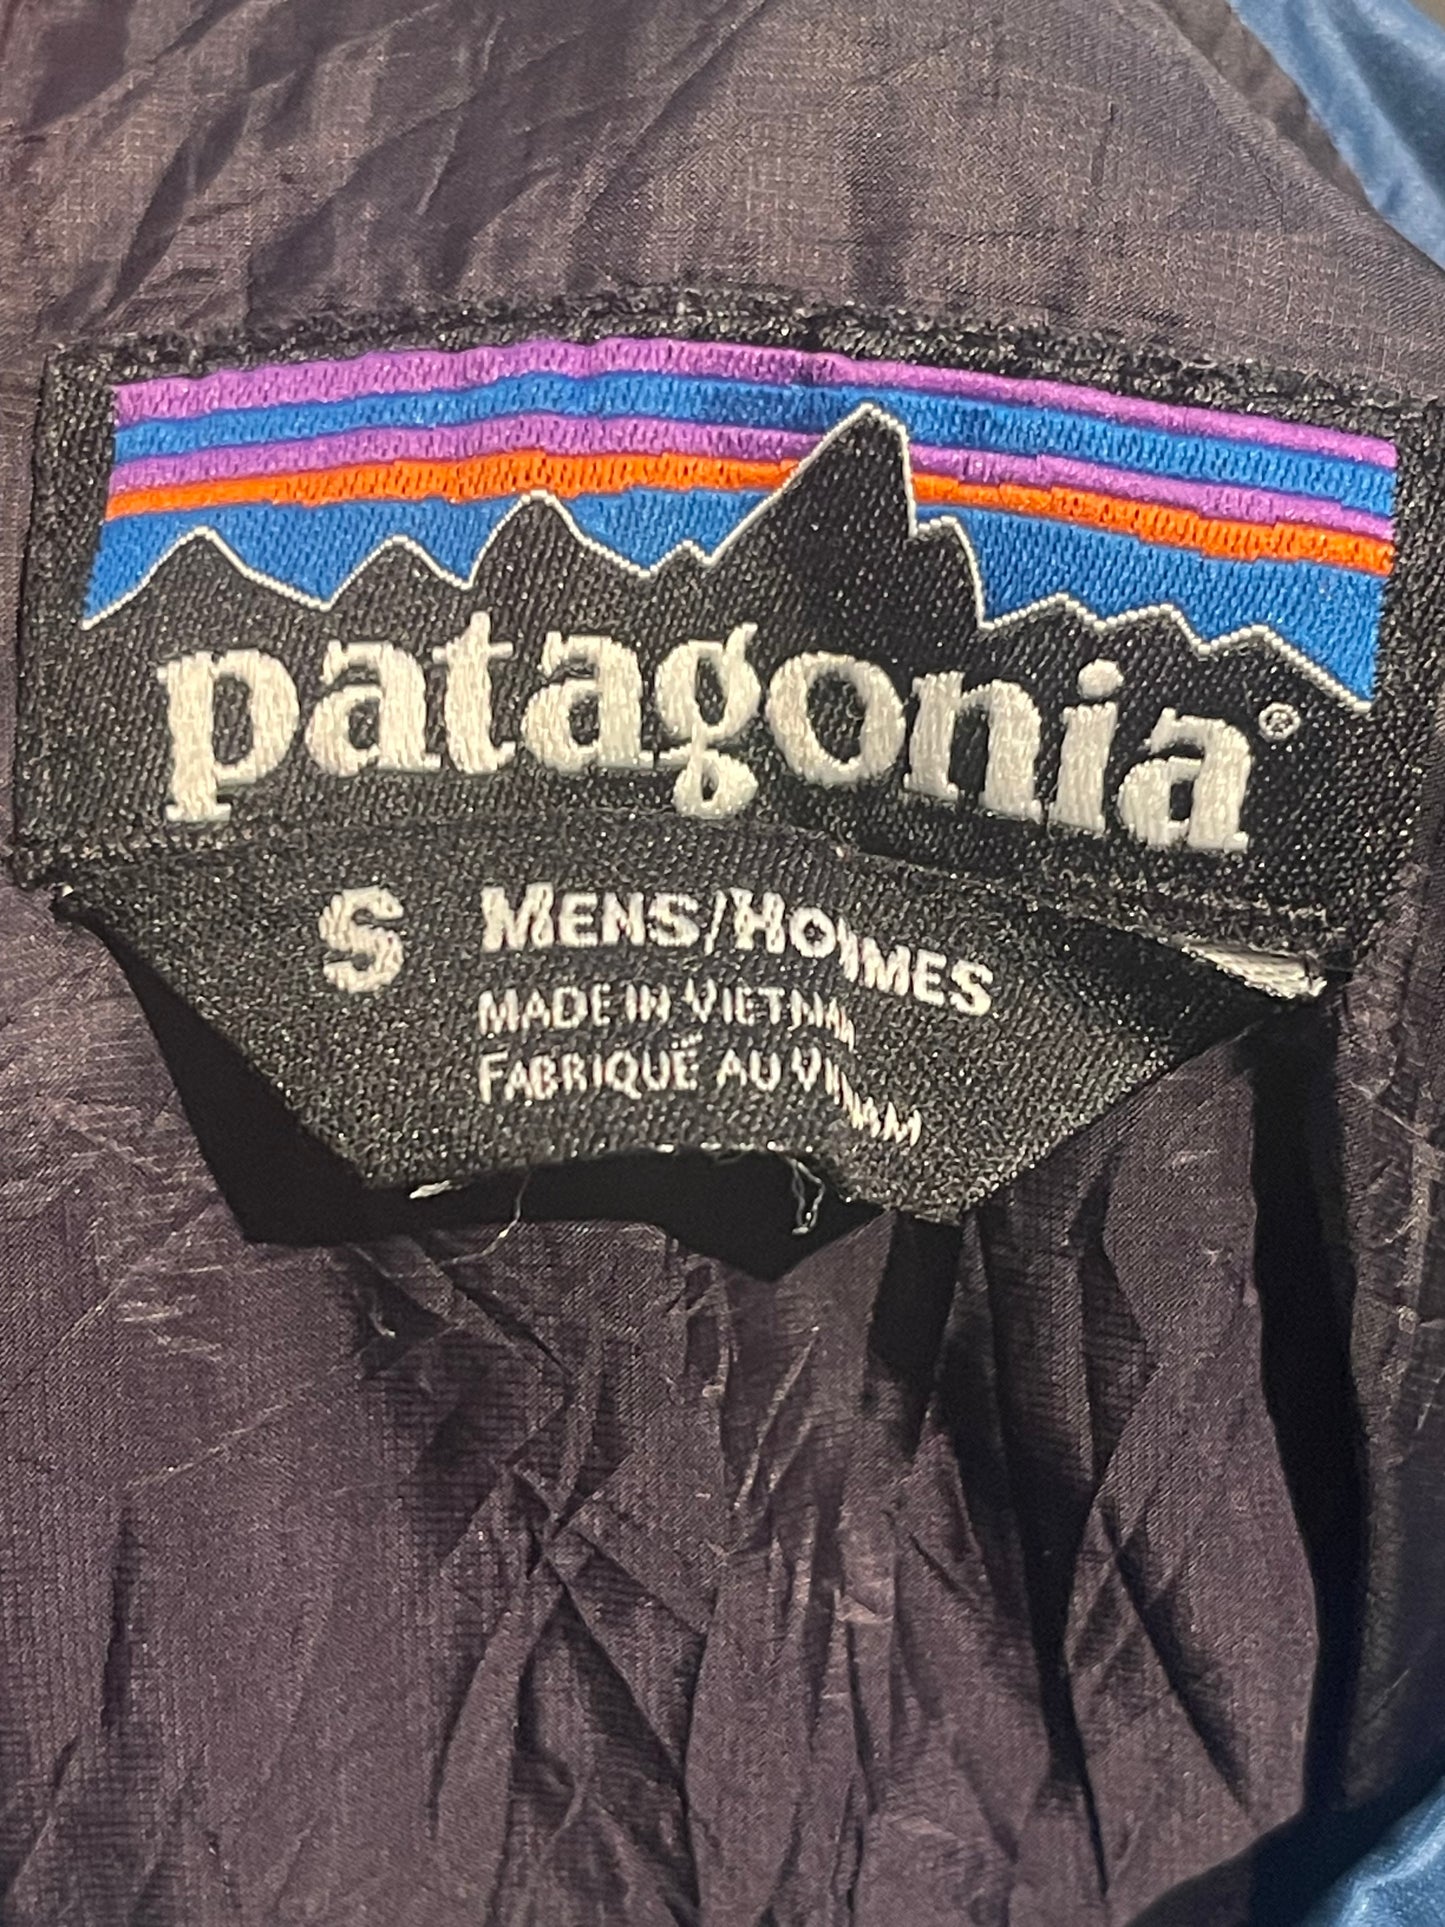 patagonia®
S MENS/HOMMES
MADE IN VIETNAM
FABRIQUÉ AU VIETNAM